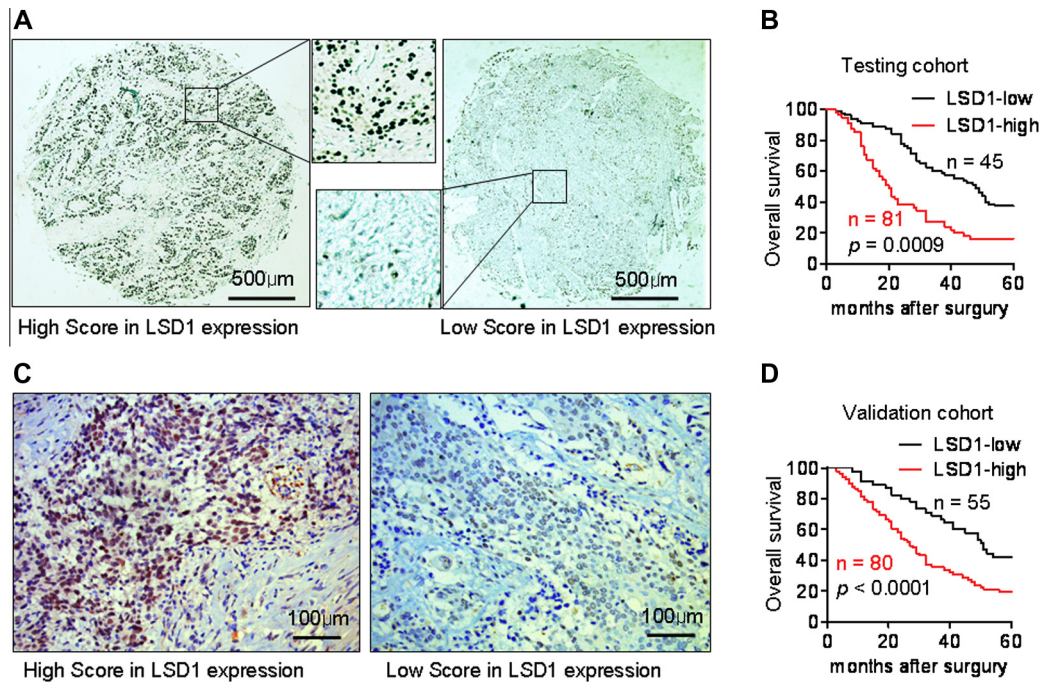 A
500µm
500µm
High Score in LSD1 expression
Low Score in LSD1 expression
B
Testing cohort
LSD1-low
LSD1-high
Overall survival
100
80
60
40
20
0
n = 45
n = 81
p = 0.0009
0 20 40 60
months after surgury
C
100µm
100µm
High Score in LSD1 expression
Low Score in LSD1 expression
D
Validation cohort
LSD1-low
LSD1-high
Overall survival
100
80
60
40
20
0
n = 55
n = 80
p < 0.0001
0 20 40 60
months after surgury